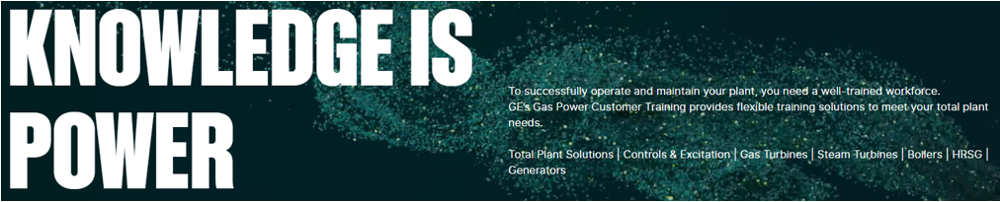 KNOWLEDGE IS
POWER
To successfully operate and maintain your plant, you need a well-trained workforce.
GE's Gas Power Customer Training provides flexible training solutions to meet your total plant
needs.
Total Plant Solutions | Controls & Excitation | Gas Turbines | Steam Turbines | Boilers | HRSG |
Generators